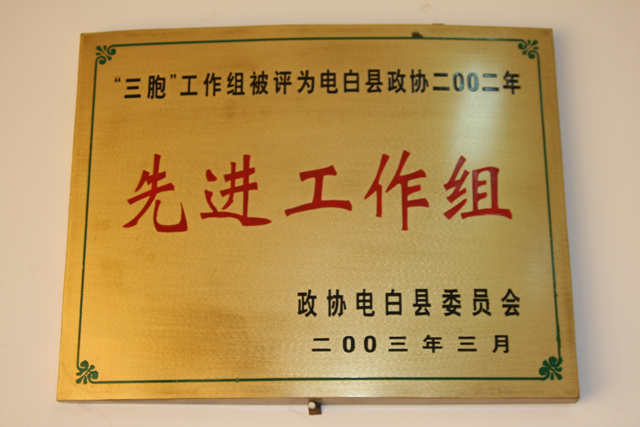 “三胞”工作组被评为电白县政协二00二年
先进工作组
政协电白县委员会
二00三年三月